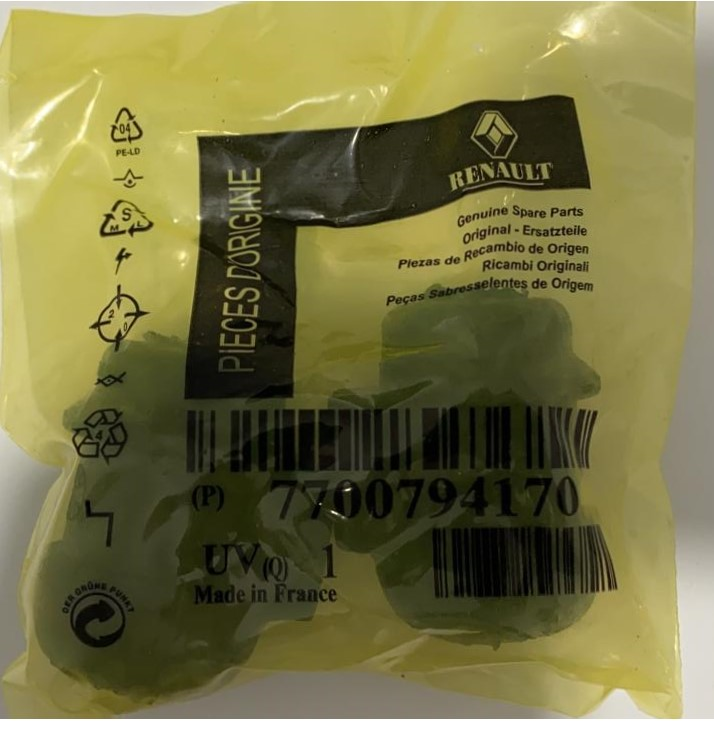 04
PE-LD
S
M L
2
0
4
DER GRÜNE PUNKT
PIECES D'ORIGINE
RENAULT
Genuine Spare Parts
Original - Ersatzteile
Piezas de Recambio de Origen
Ricambi Originali
Peças Sabresselentes de Origem
(P) 7700794170
UV(Q) 1
Made in France